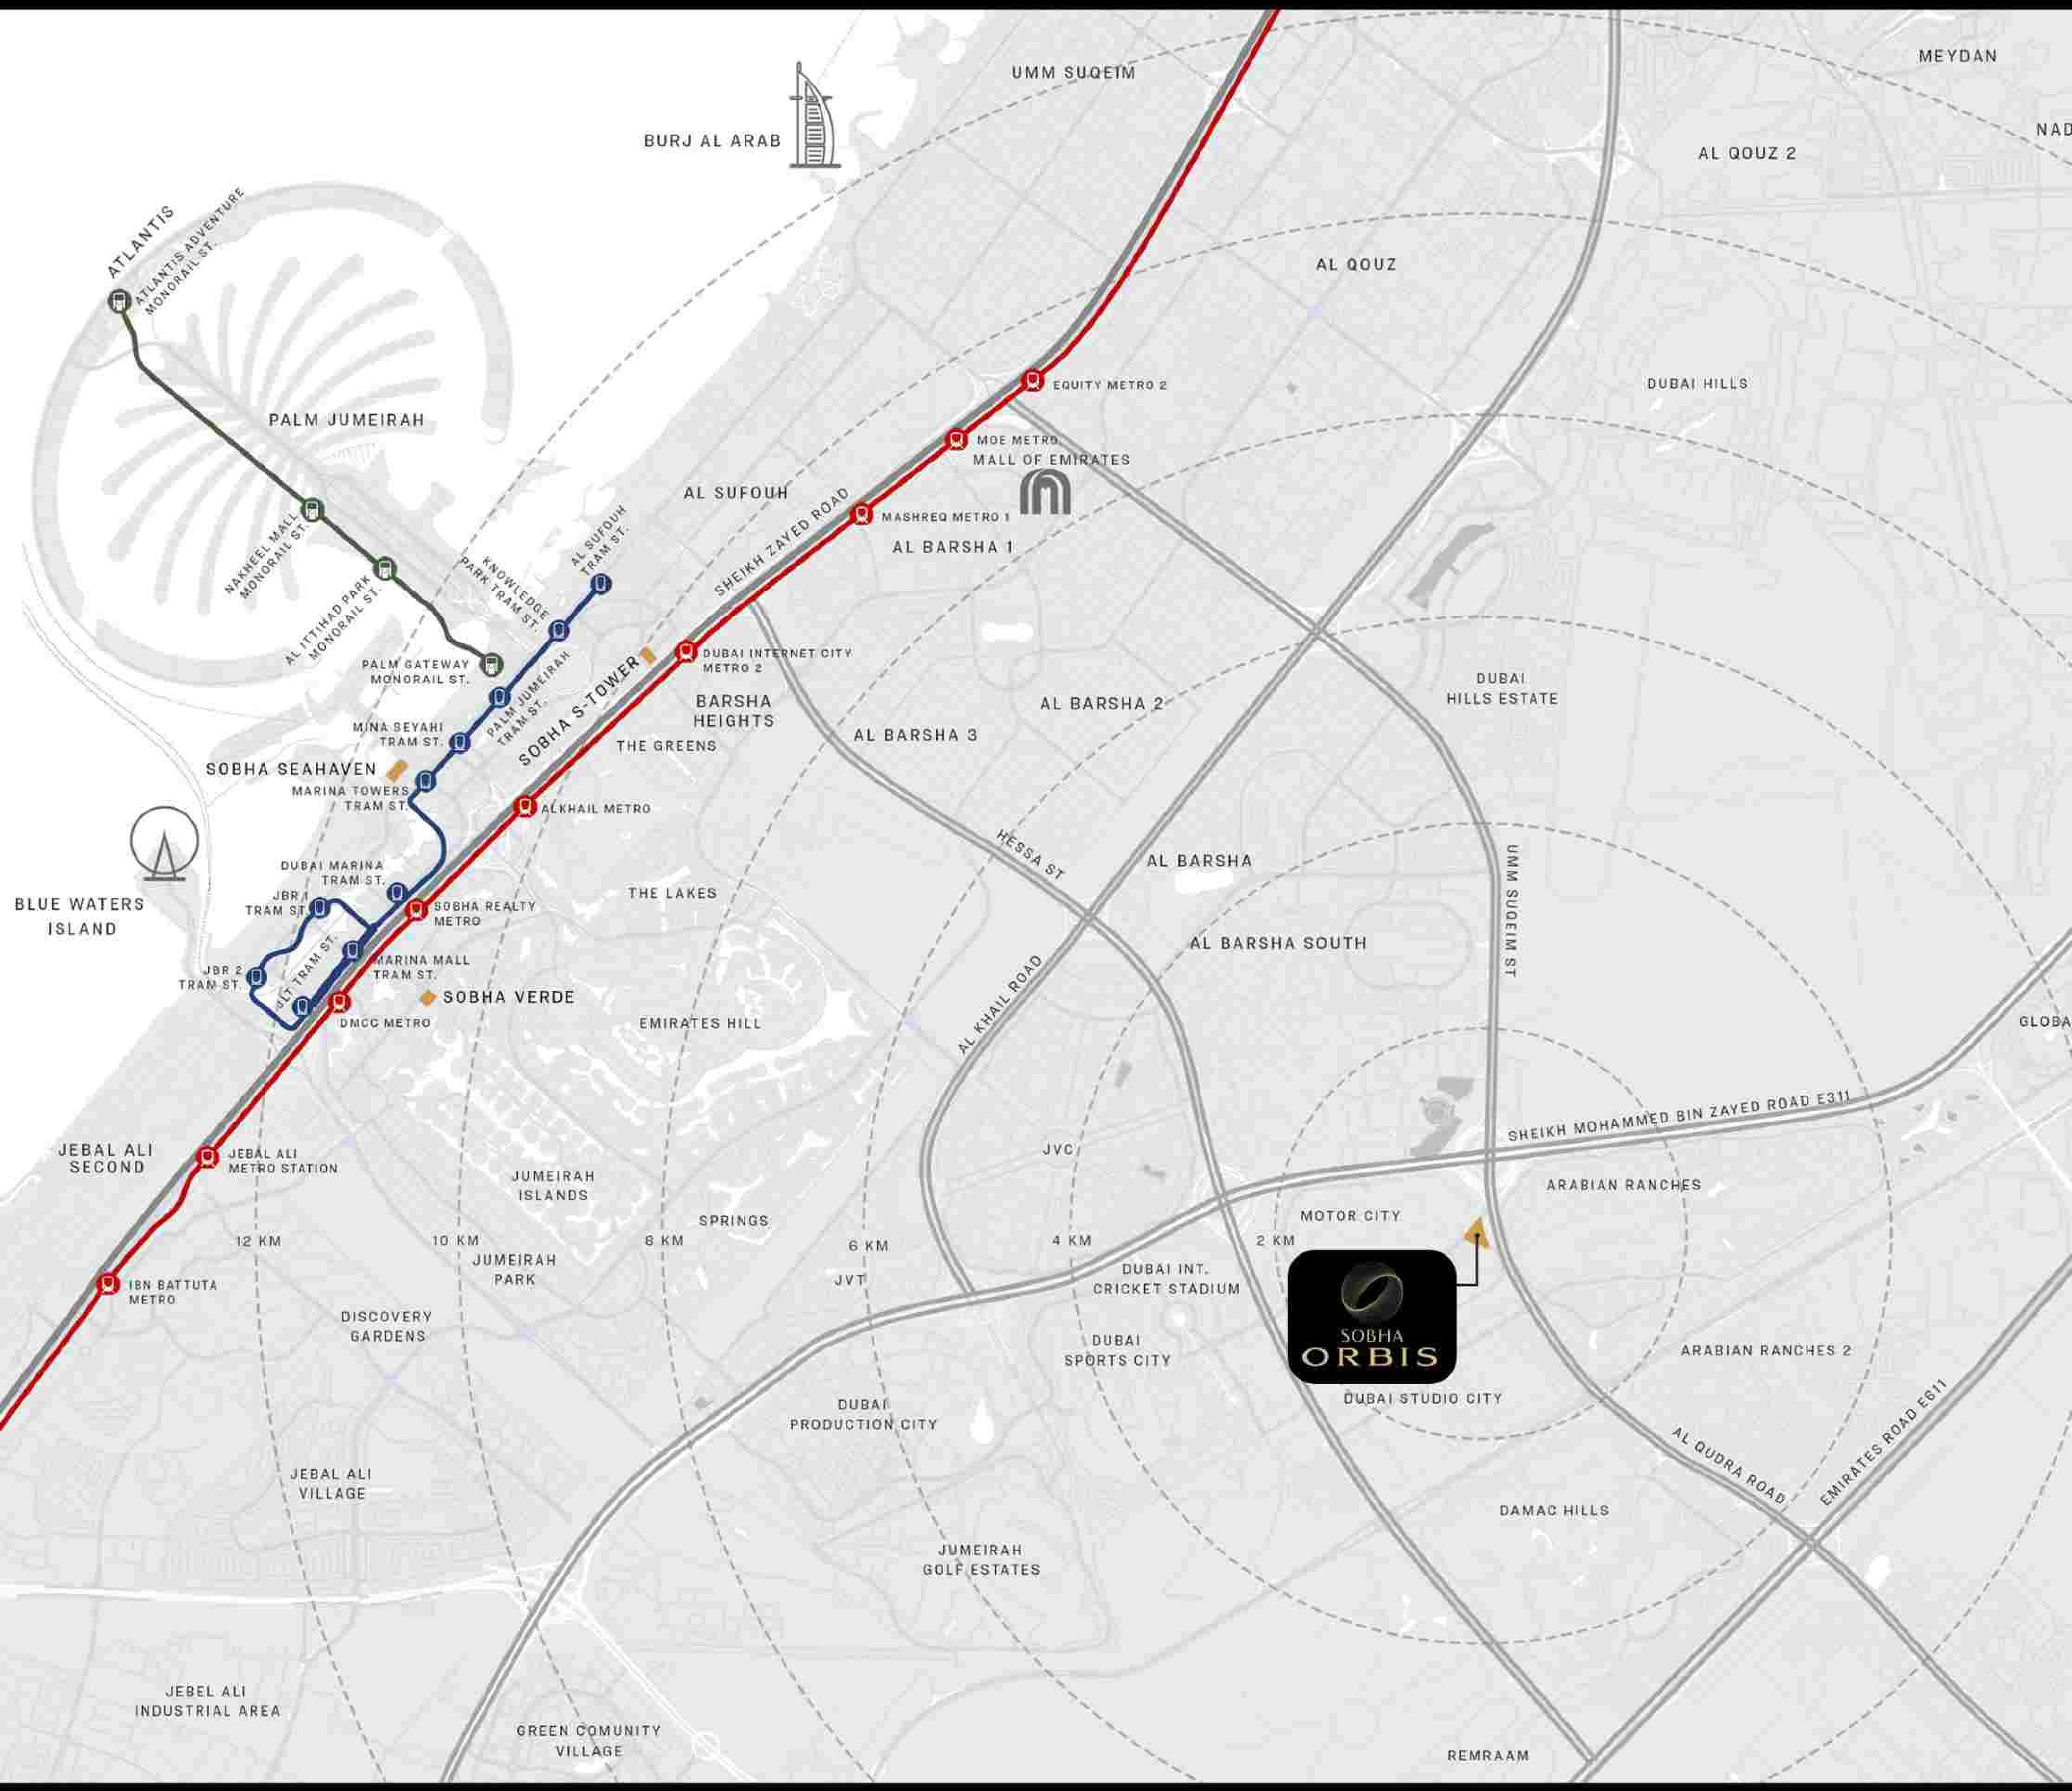 MEYDAN
UMM SUQEIM
NAD
BURJ AL ARAB
AL QOUZ 2
ATLANTIS
ATLANTIS ADVENTURE
MONORAIL ST.
AL QOUZ
EQUITY METRO 2
DUBAI HILLS
PALM JUMEIRAH
MOE METRO
MALL OF EMIRATES
AL SUFOUH
SHEIKH ZAYED ROAD
MASHREQ METRO 1
AL BARSHA 1
NAKHEEL MALL
MONORAIL ST.
AL SUFOUH
TRAM ST.
KNOWLEDGE
PARK TRAM ST.
AL ITTIHAD PARK
MONORAIL ST.
PALM GATEWAY
MONORAIL ST.
DUBAI INTERNET CITY
METRO 2
SOBHA S-TOWER
PALM JUMEIRAH
TRAM ST.
BARSHA
HEIGHTS
AL BARSHA 2
DUBAI
HILLS ESTATE
MINA SEYAHI
TRAM ST.
THE GREENS
AL BARSHA 3
SOBHA SEAHAVEN
MARINA TOWERS
TRAM ST.
ALKHAIL METRO
HESSA ST
AL BARSHA
UMM SUQEIM ST
DUBAI MARINA
TRAM ST.
THE LAKES
JBR 1
TRAM ST.
SOBHA REALTY
METRO
BLUE WATERS
ISLAND
AL BARSHA SOUTH
JBR 2
TRAM ST.
JLT TRAM ST.
MARINA MALL
TRAM ST.
SOBHA VERDE
DMCC METRO
EMIRATES HILL
AL KHAIL ROAD
GLOBA
SHEIKH MOHAMMED BIN ZAYED ROAD E311
JEBAL ALI
SECOND
JEBAL ALI
METRO STATION
JVC
JUMEIRAH
ISLANDS
ARABIAN RANCHES
SPRINGS
MOTOR CITY
12 KM
10 KM
8 KM
6 KM
4 KM
2 KM
JUMEIRAH
PARK
JVT
DUBAI INT.
CRICKET STADIUM
IBN BATTUTA
METRO
DISCOVERY
GARDENS
SOBHA
ORBIS
DUBAI
SPORTS CITY
ARABIAN RANCHES 2
DUBAI STUDIO CITY
DUBAI
PRODUCTION CITY
AL QUDRA ROAD
EMIRATES ROAD E611
JEBAL ALI
VILLAGE
DAMAC HILLS
JUMEIRAH
GOLF ESTATES
JEBEL ALI
INDUSTRIAL AREA
GREEN COMUNITY
VILLAGE
REMRAAM